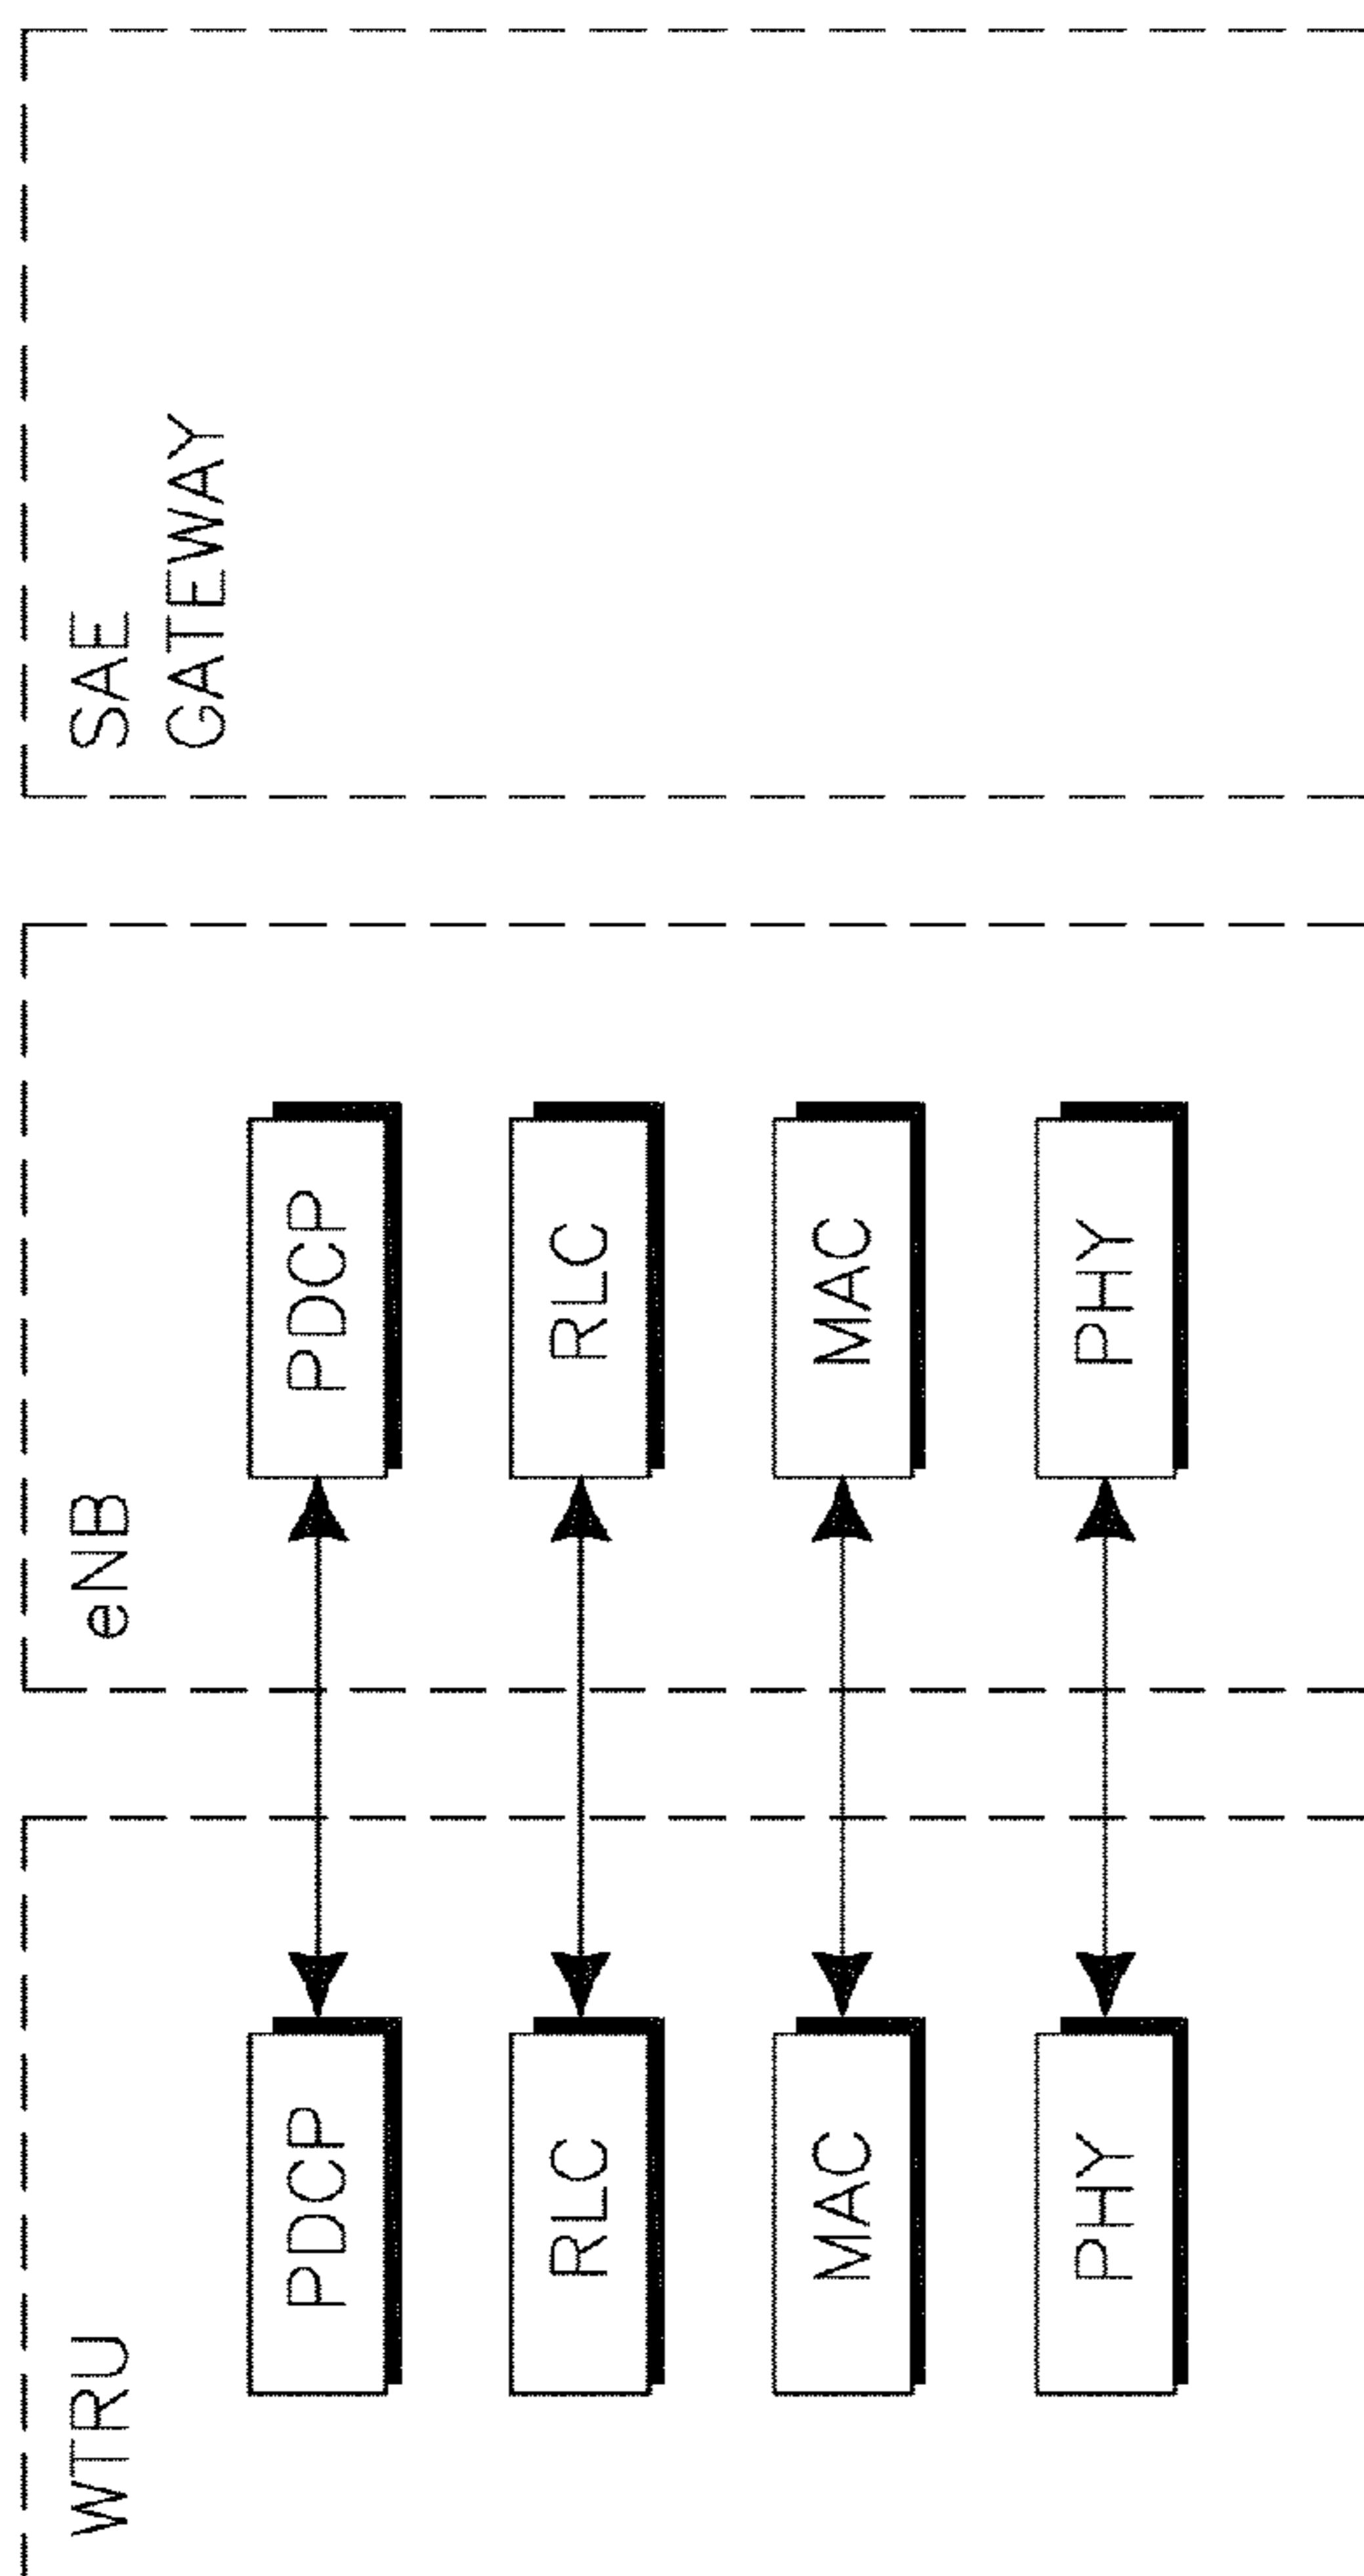 WTRU
eNB
SAE
GATEWAY
PDCP
PDCP
RLC
RLC
MAC
MAC
PHY
PHY